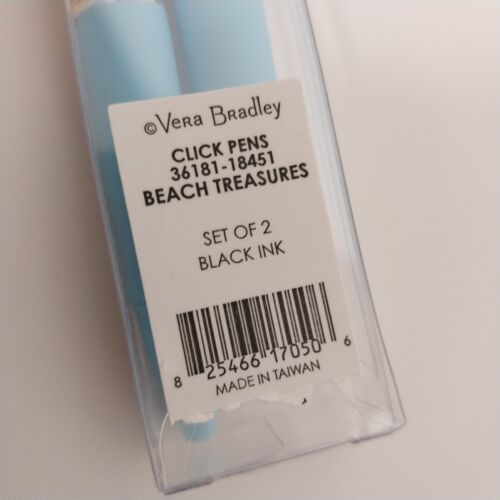 ©VERA BRADLEY
CLICK PENS
36181-18451
BEACH TREASURES
SET OF 2
BLACK INK
8 25466 17050 6
MADE IN TAIWAN